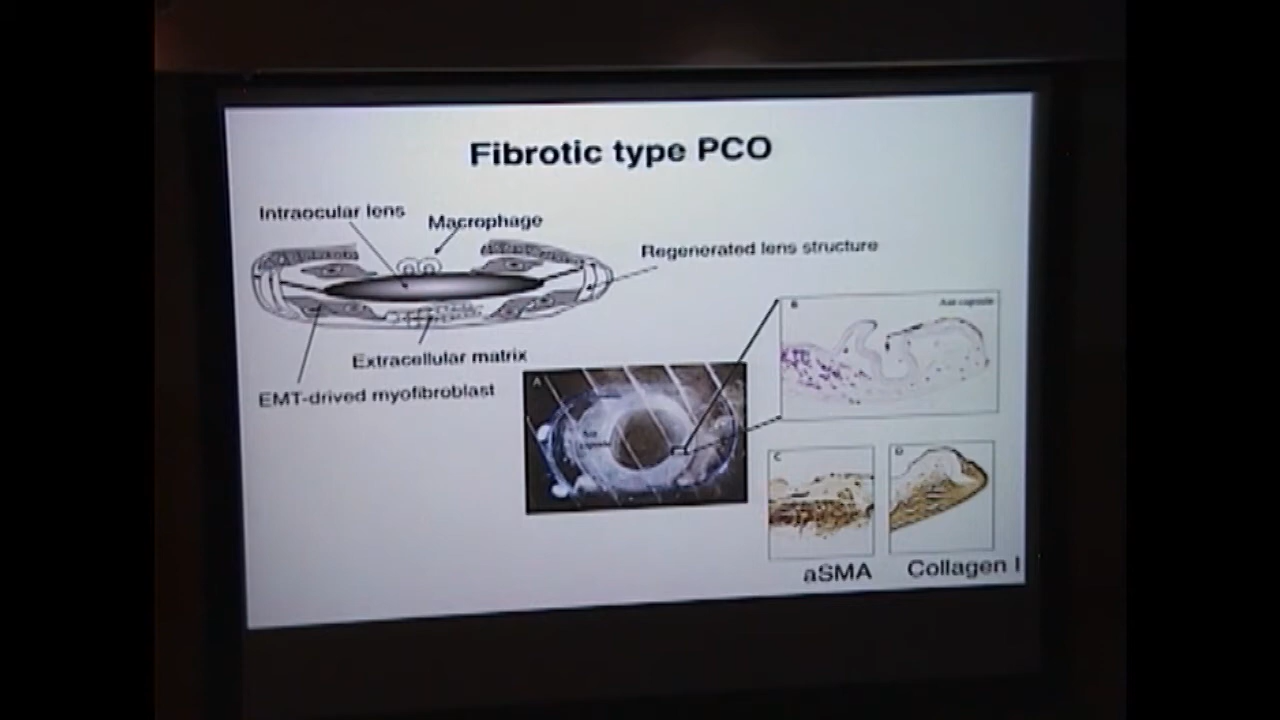 Fibrotic type PCO
Intraocular lens
Macrophage
Regenerated lens structure
Extracellular matrix
EMT-drived myofibroblast
A
B
C
D
aSMA
Collagen I